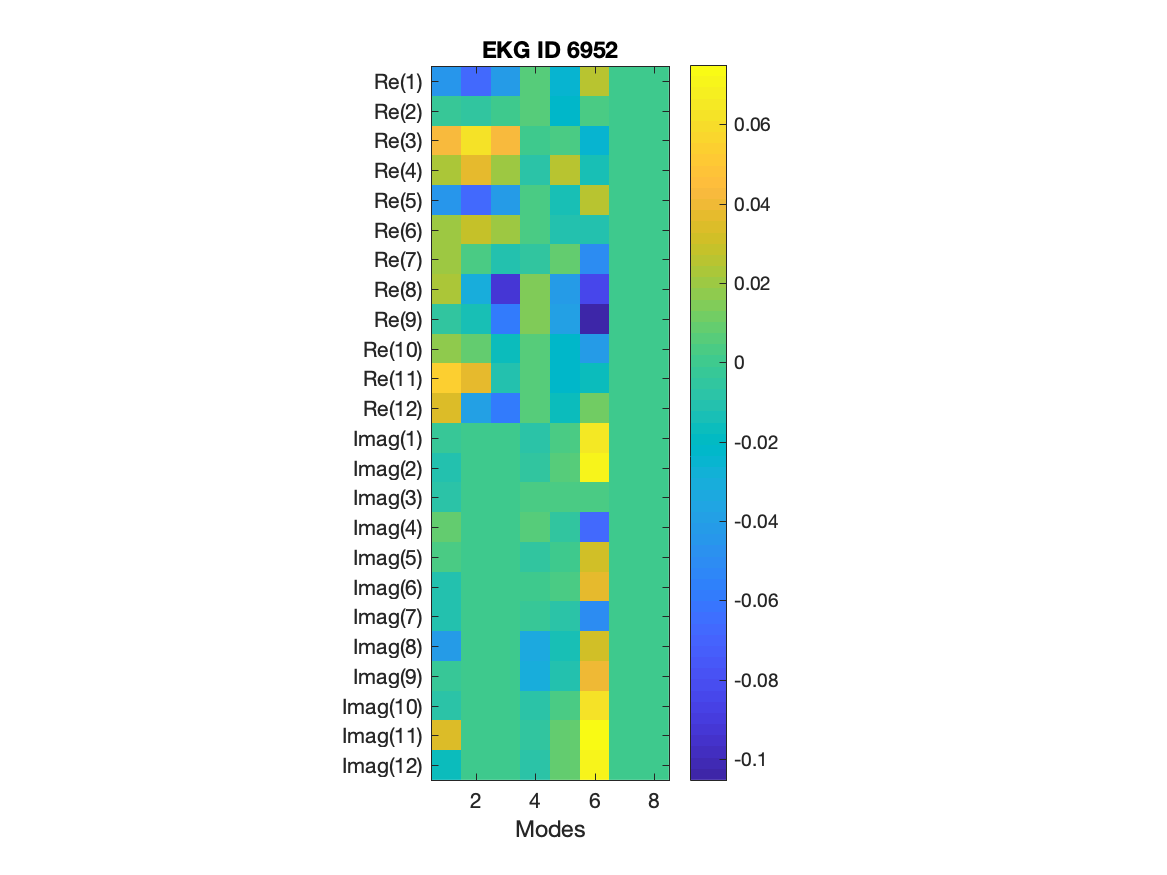 EKG ID 6952
Re(1)
Re(2)
Re(3)
Re(4)
Re(5)
Re(6)
Re(7)
Re(8)
Re(9)
Re(10)
Re(11)
Re(12)
Imag(1)
Imag(2)
Imag(3)
Imag(4)
Imag(5)
Imag(6)
Imag(7)
Imag(8)
Imag(9)
Imag(10)
Imag(11)
Imag(12)
2 4 6 8
Modes
0.06
0.04
0.02
0
-0.02
-0.04
-0.06
-0.08
-0.1